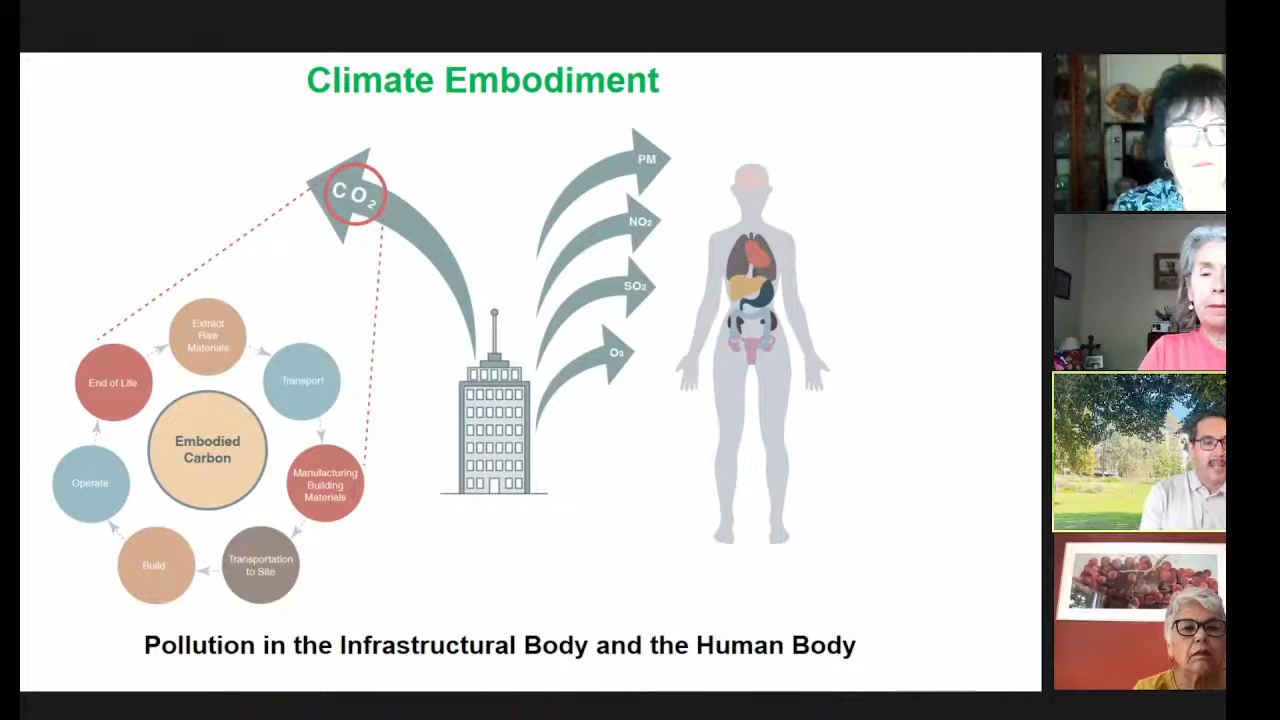 Climate Embodiment
CO₂
PM
NO₂
SO₂
O₃
Extract
Raw
Materials
Transport
Manufacturing
Building
Materials
Transportation
to Site
Build
Operate
End of Life
Embodied
Carbon
Pollution in the Infrastructural Body and the Human Body